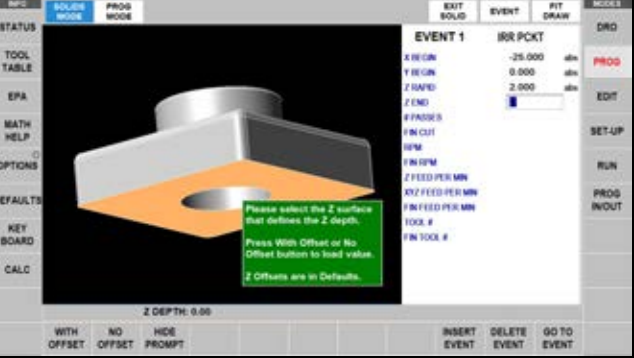 INFO
SOLIDS MODE
PROG MODE
EXIT SOLID
EVENT
FIT DRAW
MODES
STATUS
TOOL TABLE
EPA
MATH HELP
OPTIONS
DEFAULTS
KEY BOARD
CALC
EVENT 1 IRR PCKT
X BEGIN -25.000 abs
Y BEGIN 0.000 abs
Z RAPID 2.000 abs
Z END
# PASSES
FIN CUT
RPM
FIN RPM
Z FEED PER MIN
XYZ FEED PER MIN
FIN FEED PER MIN
TOOL #
FIN TOOL #
Please select the Z surface
that defines the Z depth.
Press With Offset or No
Offset button to load value.
Z Offsets are in Defaults.
Z DEPTH: 0.00
DRO
PROG
EDIT
SET-UP
RUN
PROG IN/OUT
WITH OFFSET
NO OFFSET
HIDE PROMPT
INSERT EVENT
DELETE EVENT
GO TO EVENT